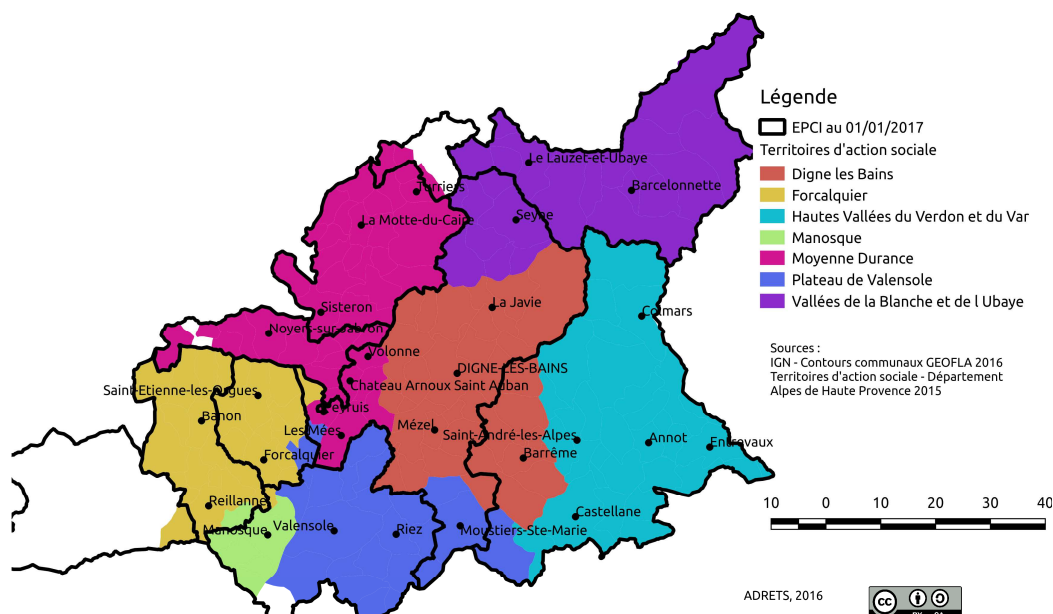 Légende
EPCI au 01/01/2017
Territoires d'action sociale
Digne les Bains
Forcalquier
Hautes Vallées du Verdon et du Var
Manosque
Moyenne Durance
Plateau de Valensole
Vallées de la Blanche et de l Ubaye
Sources :
IGN - Contours communaux GEOFLA 2016
Territoires d'action sociale - Département
Alpes de Haute Provence 2015
10 0 10 20 30 40
ADRETS, 2016
cc
Le Lauzet-et-Ubaye
Barcelonnette
Turriers
La Motte-du-Caire
Seyne
La Javie
Sisteron
Colmars
Noyers-sur-Jabron
Volonne
DIGNE-LES-BAINS
Chateau Arnoux Saint Auban
Saint-Etienne-les-Orgues
Banon
Peyruis
Les Mées
Mézel
Saint-André-les-Alpes
Annot
Entrevaux
Forcalquier
Barrême
Reillanne
Castellane
Manosque
Valensole
Riez
Moustiers-Ste-Marie